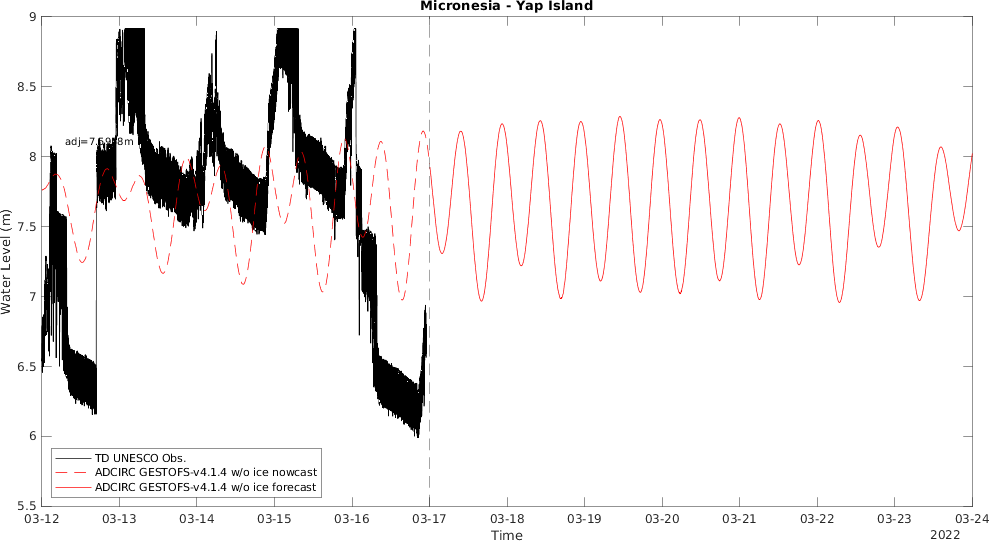 Micronesia - Yap Island
9
8.5
8
7.5
7
6.5
6
5.5
Water Level (m)
TD UNESCO Obs.
ADCIRC GESTOFS-v4.1.4 w/o ice nowcast
ADCIRC GESTOFS-v4.1.4 w/o ice forecast
03-12 03-13 03-14 03-15 03-16 03-17 03-18 03-19 03-20 03-21 03-22 03-23 03-24
Time
2022